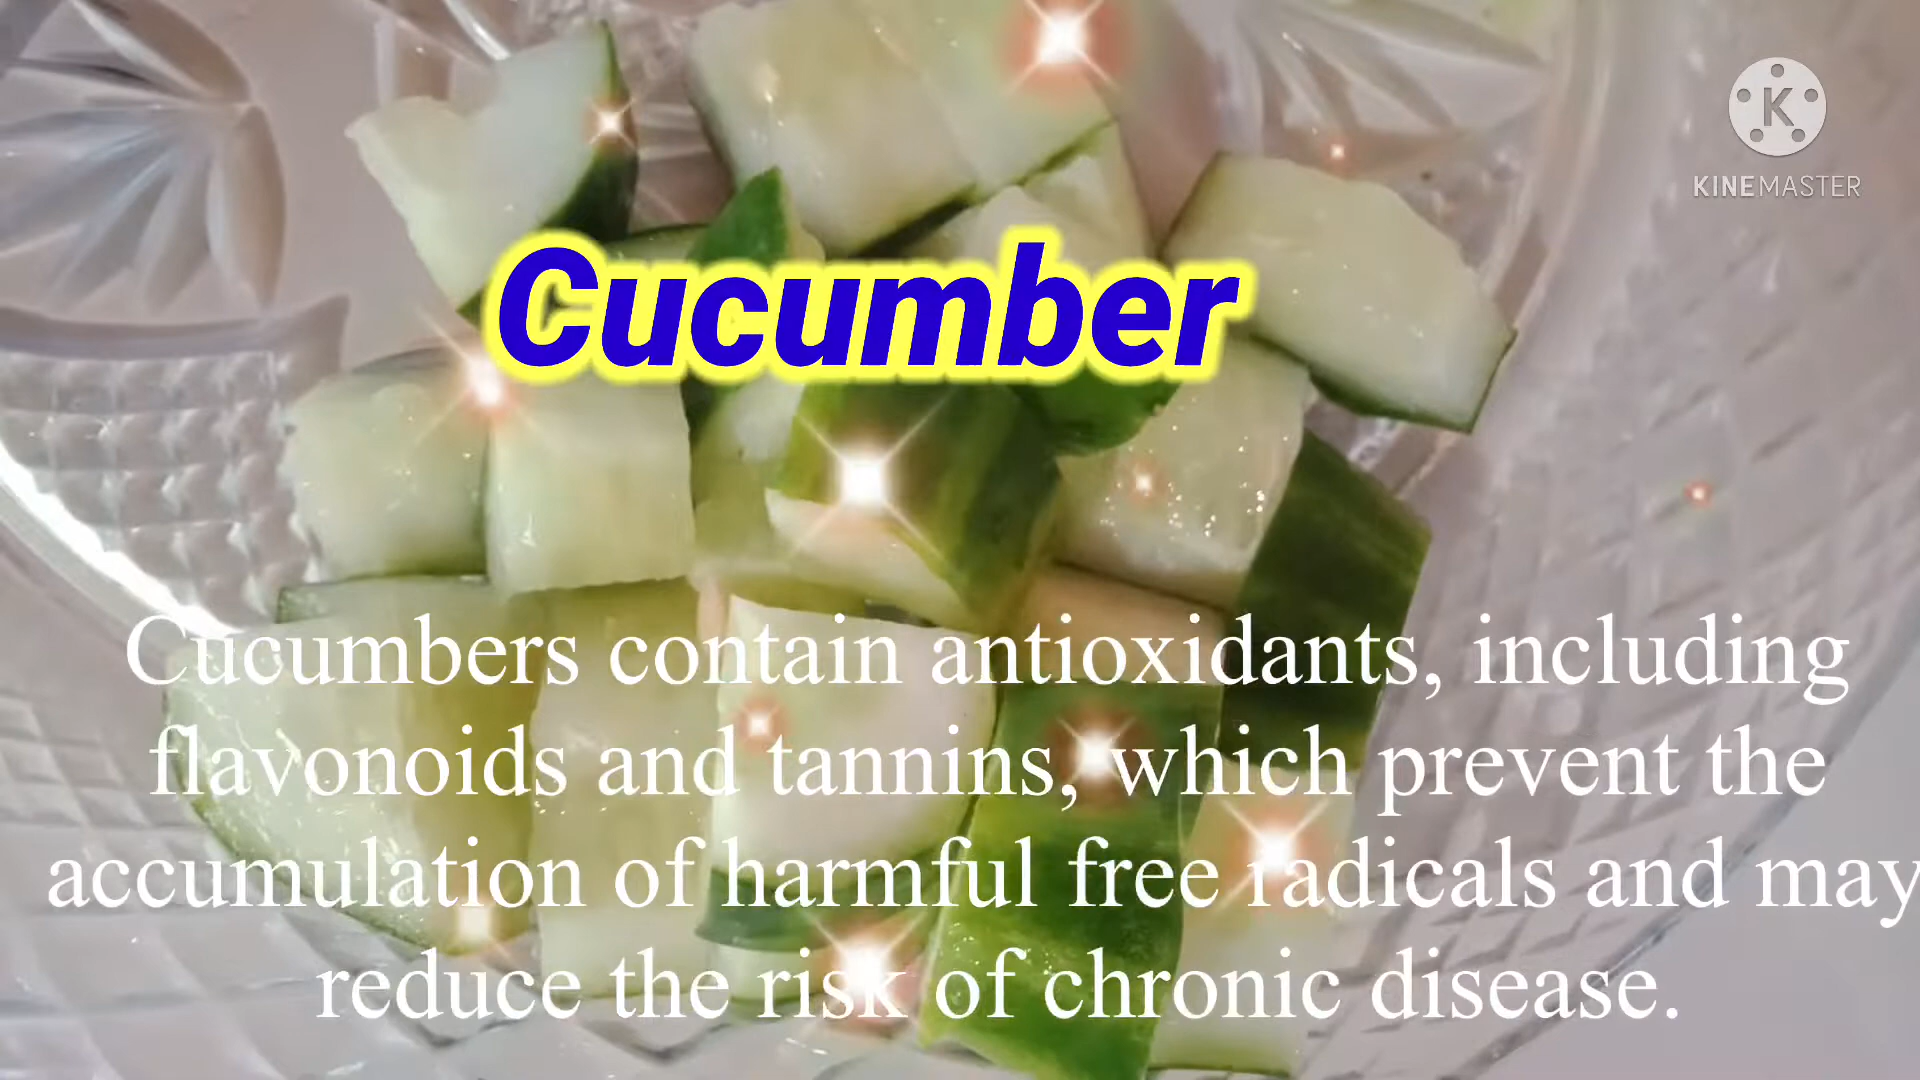 K
KINEMASTER
Cucumber
Cucumbers contain antioxidants, including
flavonoids and tannins, which prevent the
accumulation of harmful free radicals and may
reduce the risk of chronic disease.